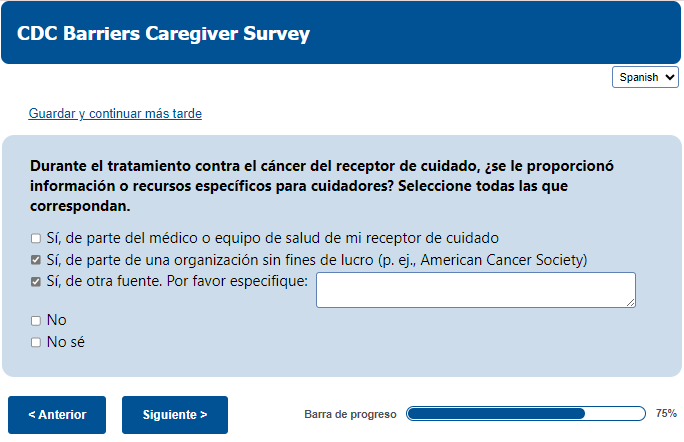 CDC Barriers Caregiver Survey
Spanish
Guardar y continuar más tarde
Durante el tratamiento contra el cáncer del receptor de cuidado, ¿se le proporcionó
información o recursos específicos para cuidadores? Seleccione todas las que
correspondan.
Sí, de parte del médico o equipo de salud de mi receptor de cuidado
Sí, de parte de una organización sin fines de lucro (p. ej., American Cancer Society)
Sí, de otra fuente. Por favor especifique:
No
No sé
< Anterior
Siguiente >
Barra de progreso
75%